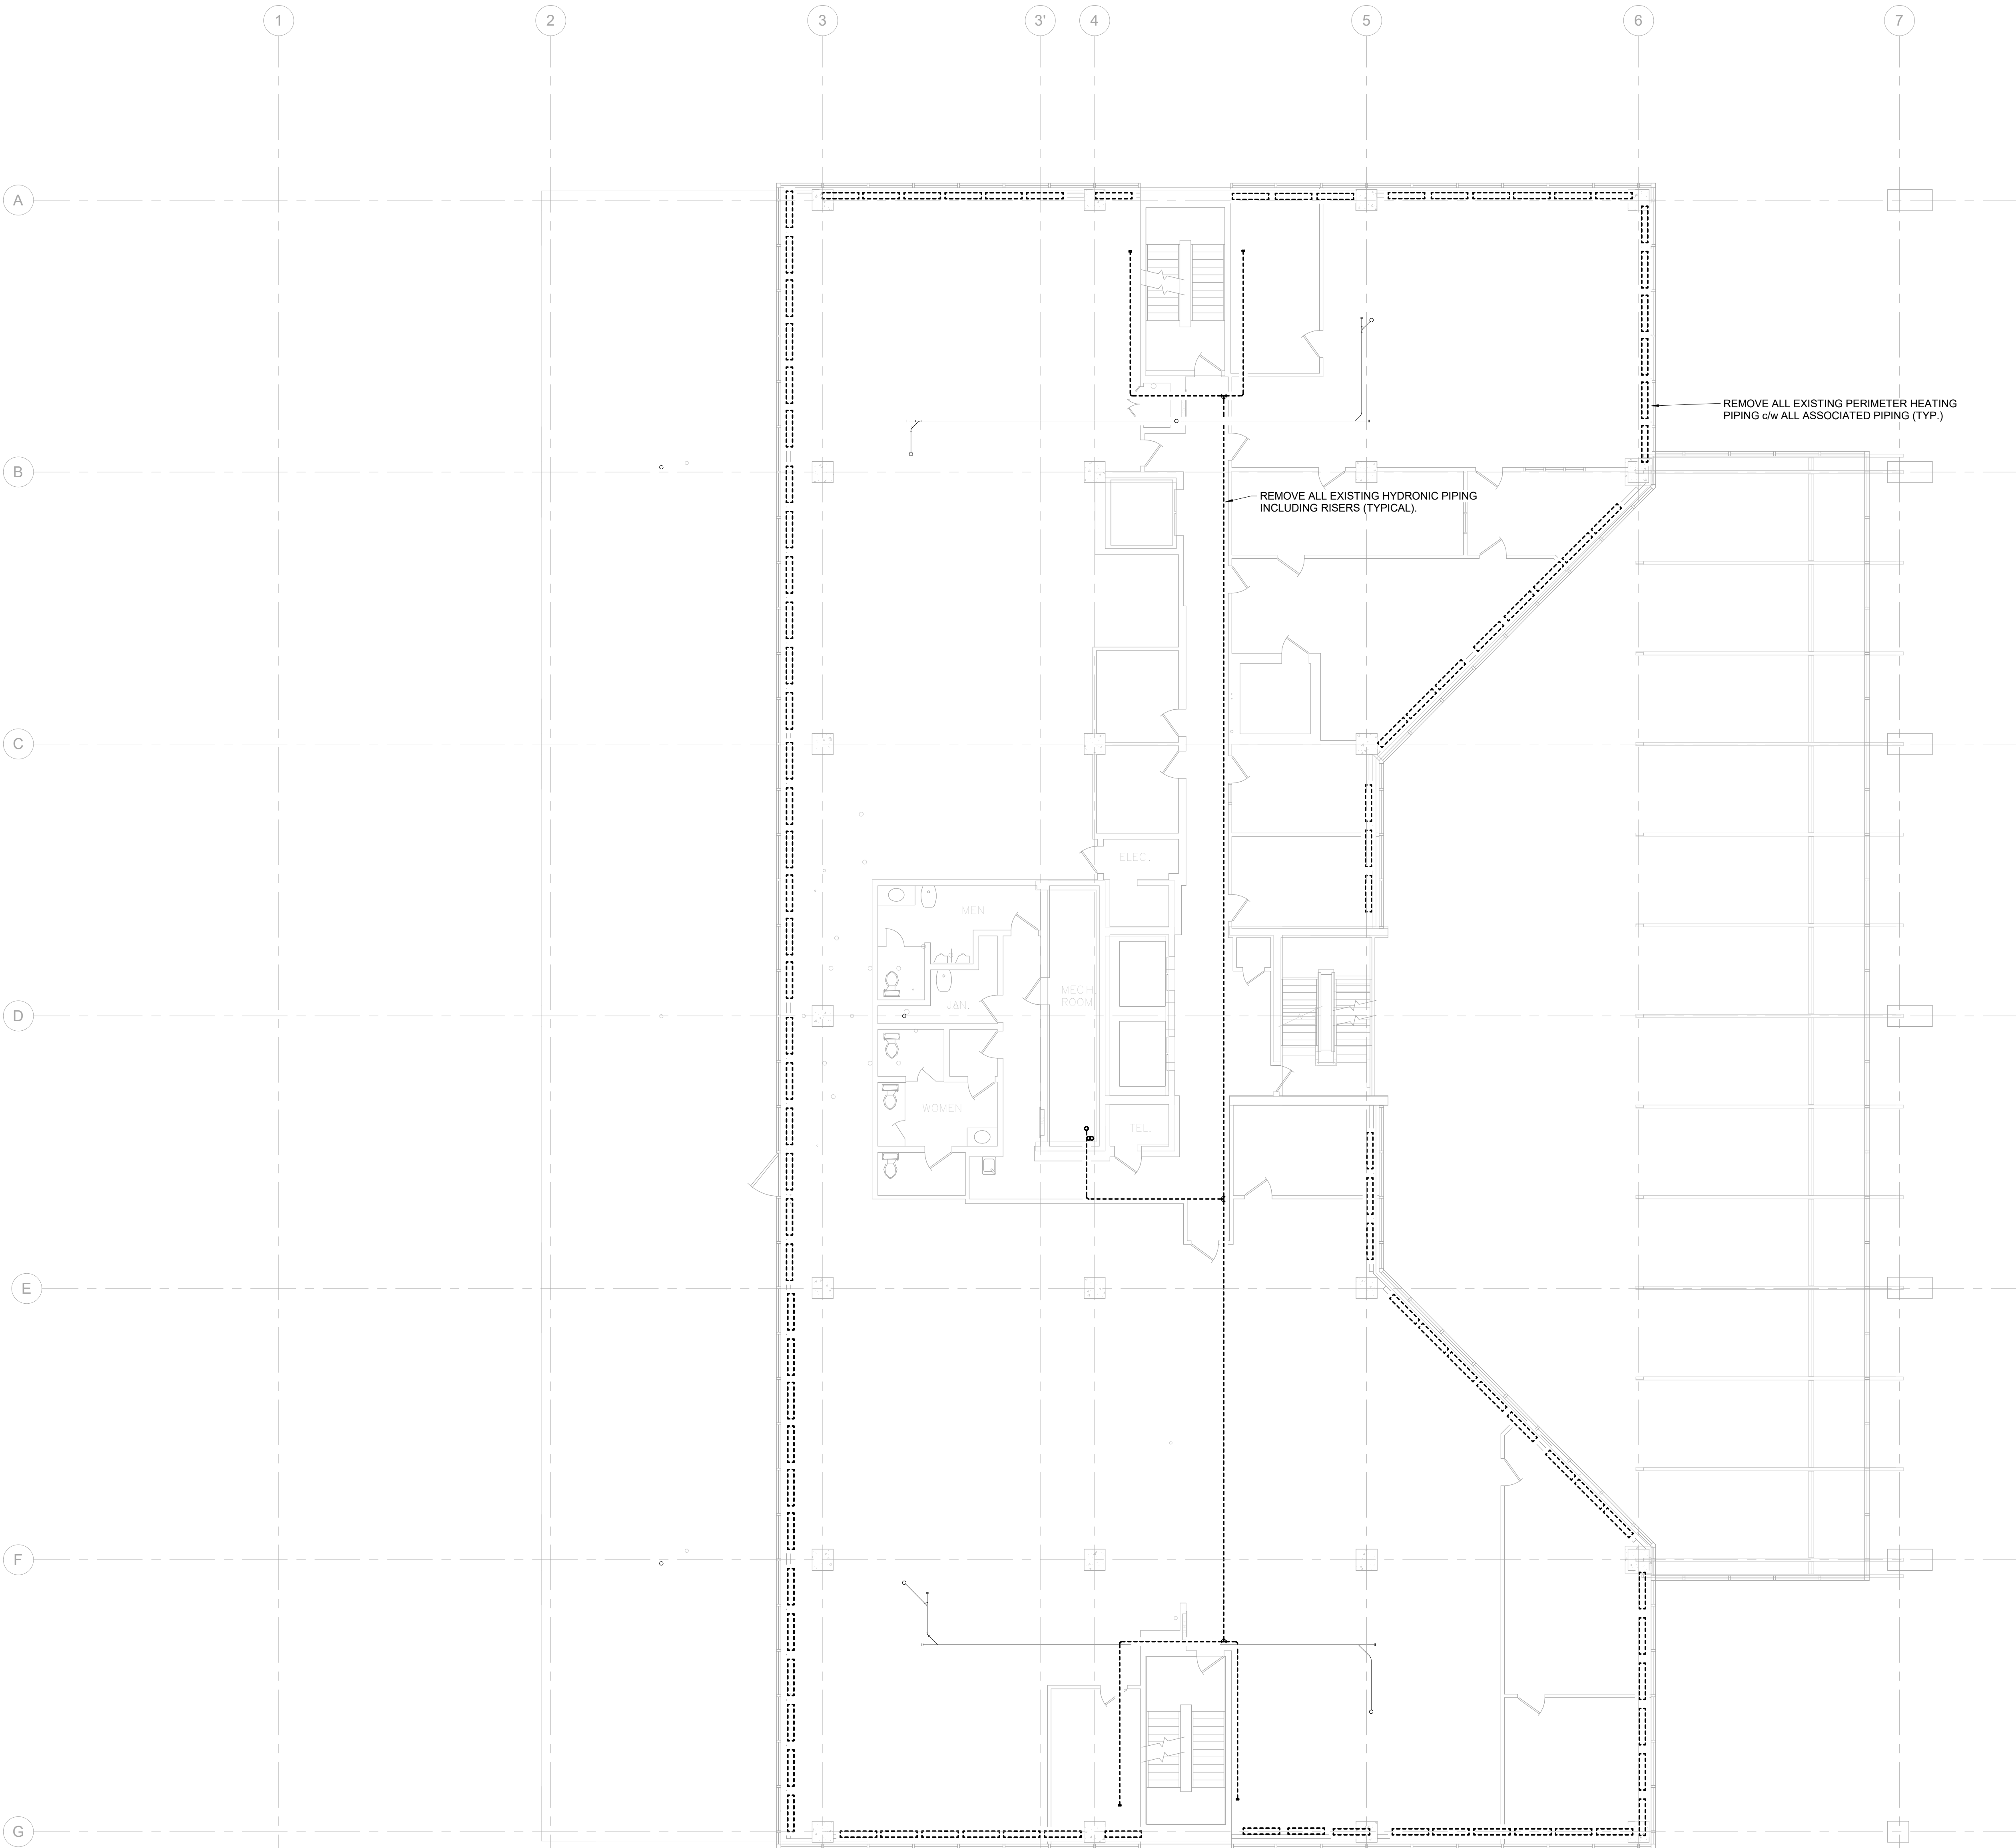 1
2
3
3'
4
5
6
7
A
REMOVE ALL EXISTING PERIMETER HEATING
PIPING c/w ALL ASSOCIATED PIPING (TYP.)
B
REMOVE ALL EXISTING HYDRONIC PIPING
INCLUDING RISERS (TYPICAL).
C
ELEC.
MEN
MECH.
ROOM
JAN.
D
WOMEN
TEL.
E
F
G